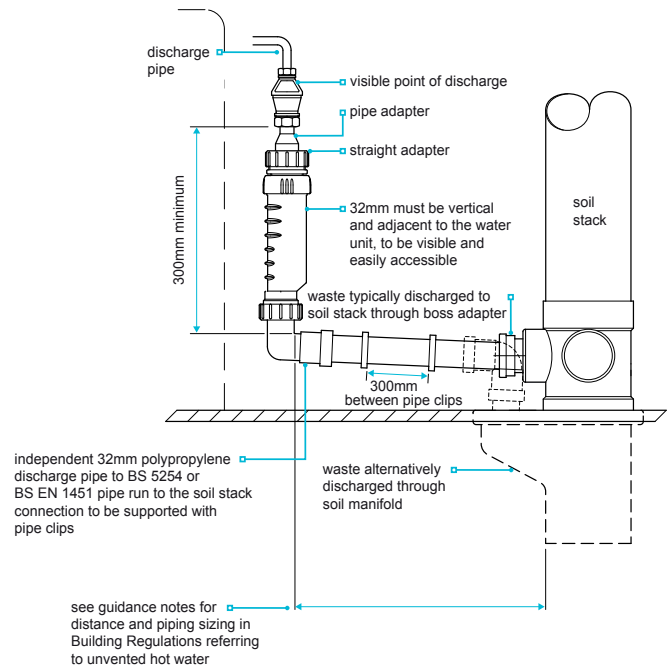 discharge
pipe
visible point of discharge
pipe adapter
straight adapter
300mm minimum
32mm must be vertical
and adjacent to the water
unit, to be visible and
easily accessible
soil
stack
waste typically discharged to
soil stack through boss adapter
300mm
between pipe clips
independent 32mm polypropylene
discharge pipe to BS 5254 or
BS EN 1451 pipe run to the soil stack
connection to be supported with
pipe clips
waste alternatively
discharged through
soil manifold
see guidance notes for
distance and piping sizing in
Building Regulations referring
to unvented hot water